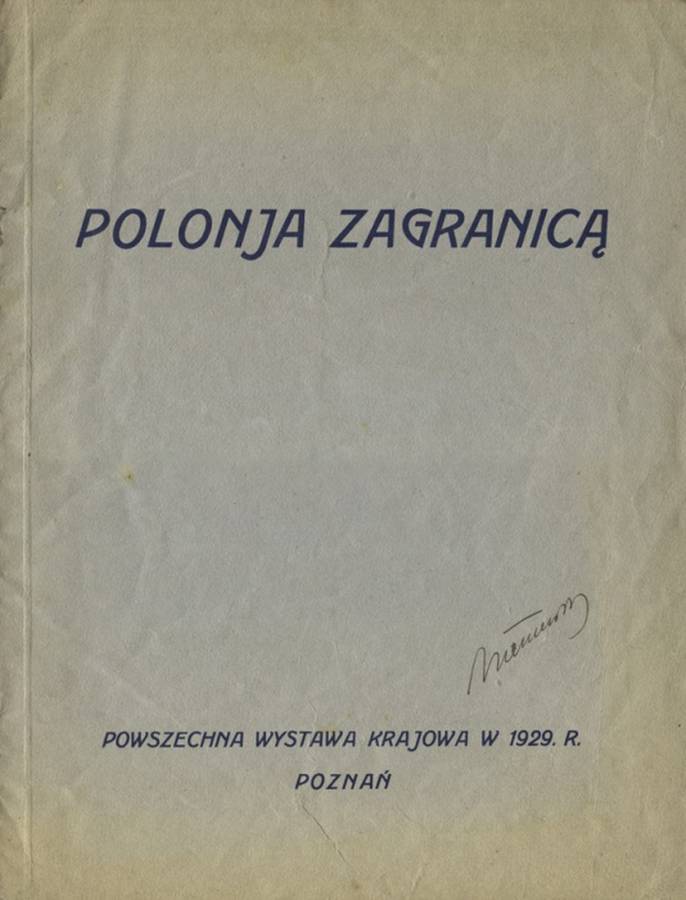 POLONJA ZAGRANICĄ
POWSZECHNA WYSTAWA KRAJOWA W 1929. R.
POZNAŃ